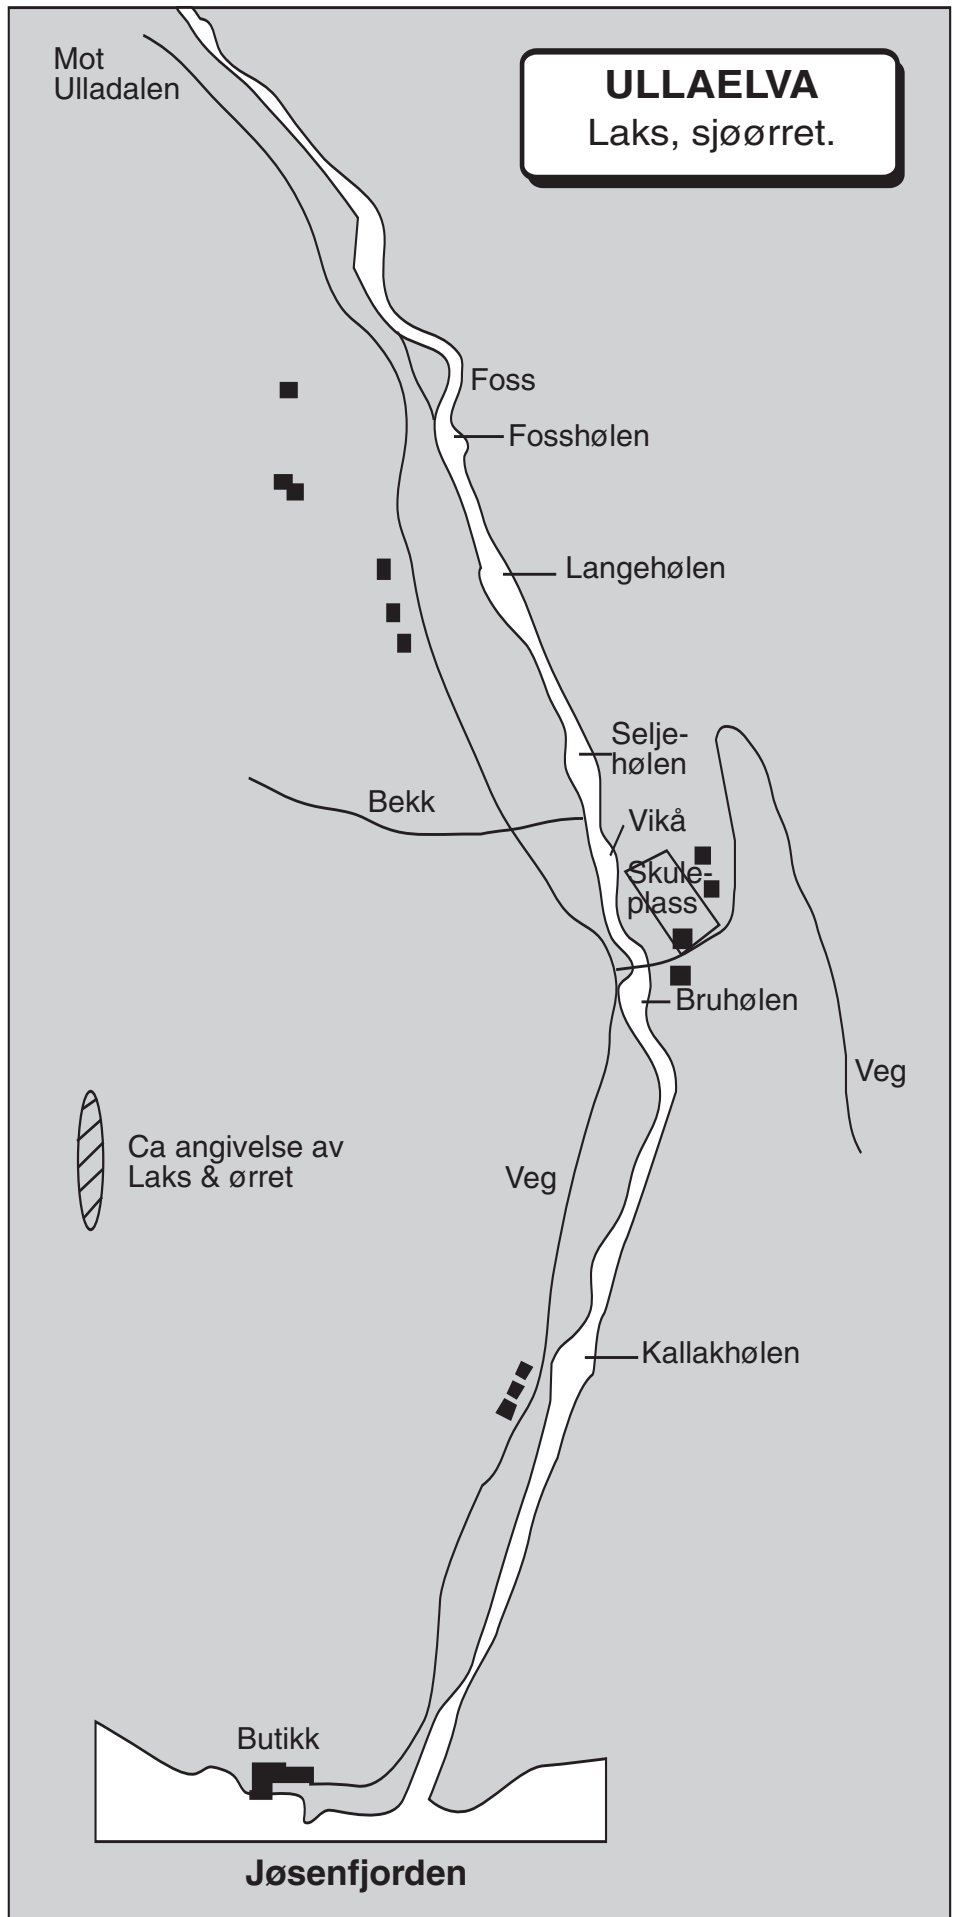 Mot
Ulladalen
ULLAELVA
Laks, sjøørret.
Foss
Fosshølen
Langehølen
Selje-
hølen
Bekk
Vikå
Skule-
plass
Bruhølen
Veg
Ca angivelse av
Laks & ørret
Veg
Kallakhølen
Butikk
Jøsenfjorden